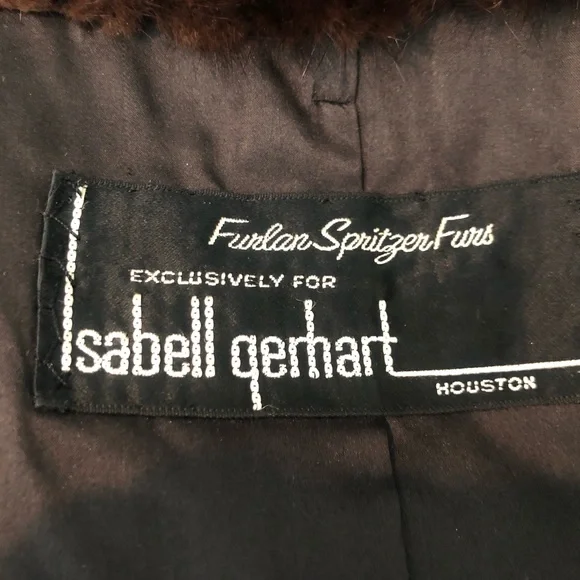 Furlan Spritzer Furs
EXCLUSIVELY FOR
Isabell gerhart
HOUSTON